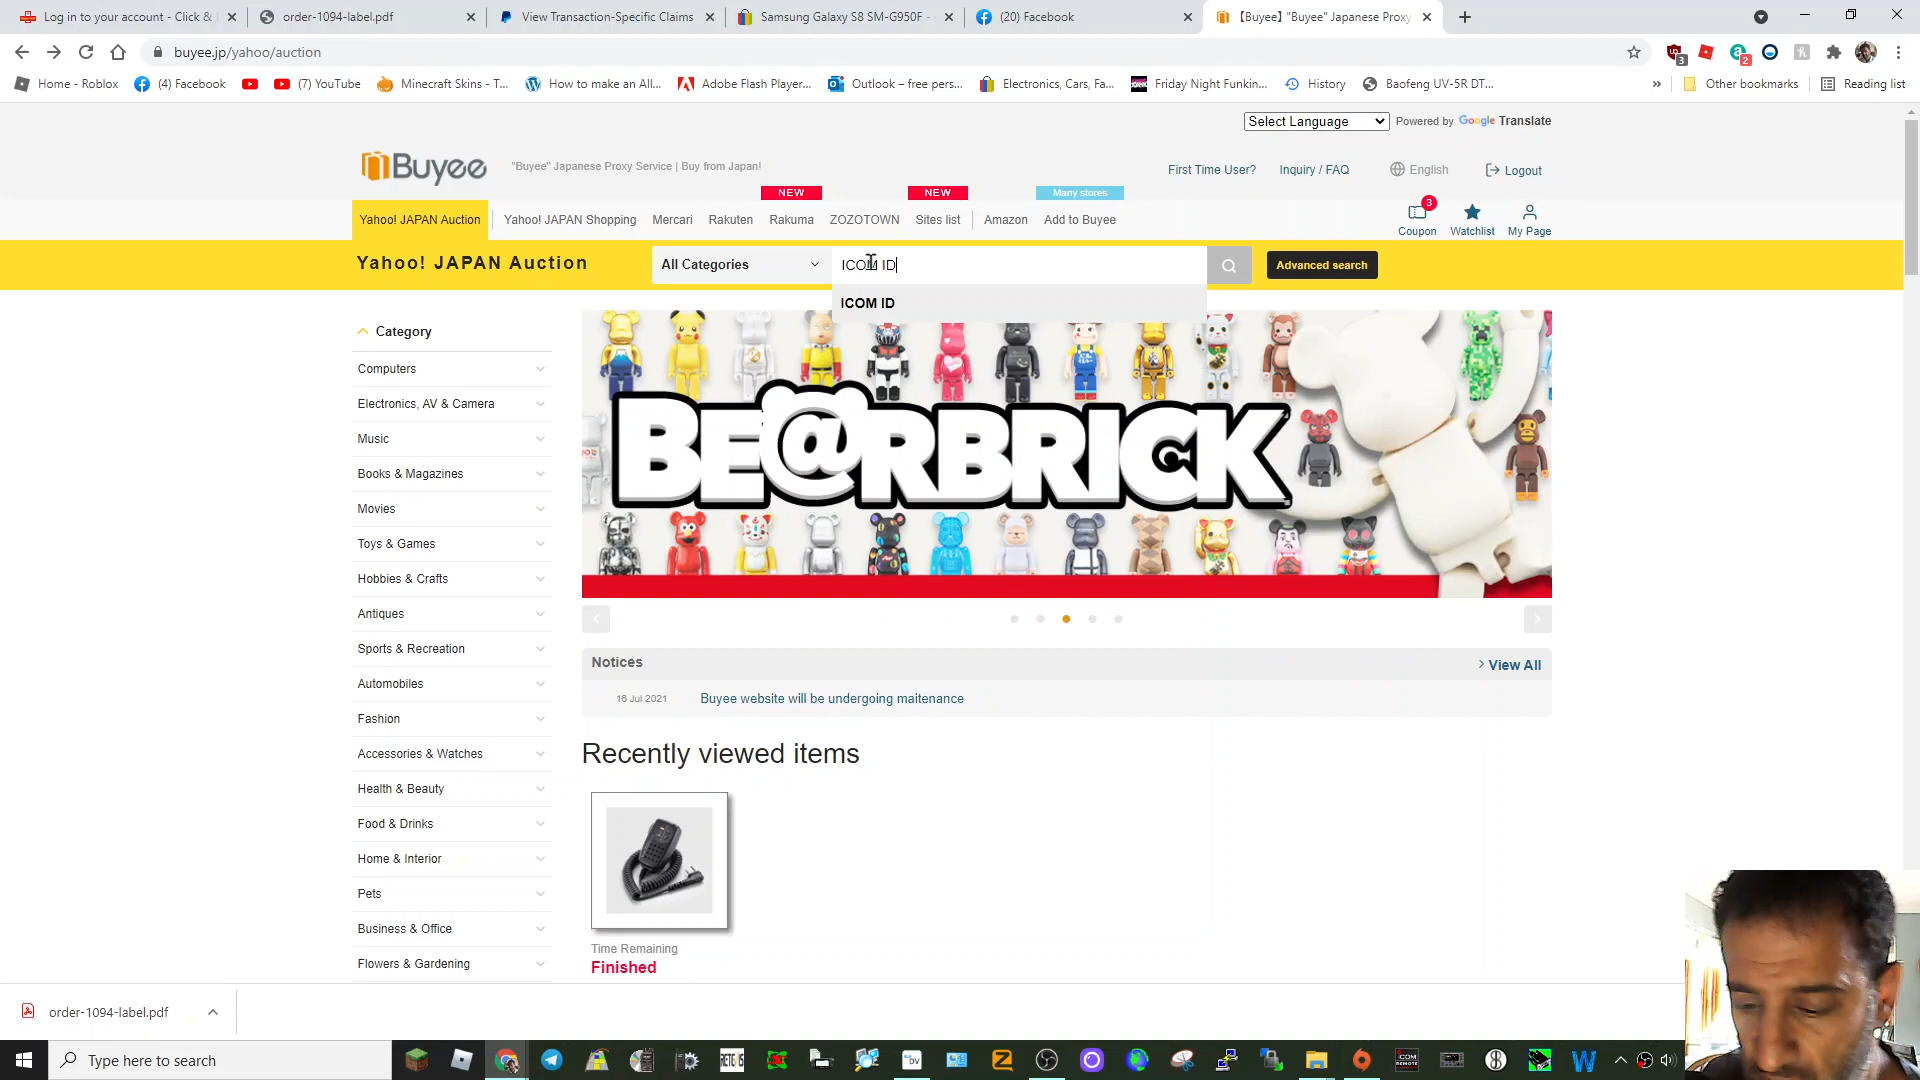 Log in to your account - Click &
order-1094-label.pdf
View Transaction-Specific Claims
Samsung Galaxy S8 SM-G950F -
(20) Facebook
【Buyee】"Buyee" Japanese Proxy
buyee.jp/yahoo/auction
3
2
Home - Roblox
(4) Facebook
(7) YouTube
Minecraft Skins - T...
How to make an All...
Adobe Flash Player...
Outlook – free pers...
Electronics, Cars, Fa...
Friday Night Funkin...
History
Baofeng UV-5R DT...
»
Other bookmarks
Reading list
Select Language
Powered by Google Translate
Buyee
"Buyee" Japanese Proxy Service | Buy from Japan!
First Time User?
Inquiry / FAQ
English
Logout
NEW
NEW
Many stores
Yahoo! JAPAN Auction
Yahoo! JAPAN Shopping
Mercari
Rakuten
Rakuma
ZOZOTOWN
Sites list
Amazon
Add to Buyee
3
Coupon
Watchlist
My Page
Yahoo! JAPAN Auction
All Categories
ICOM ID
Advanced search
ICOM ID
Category
Computers
Electronics, AV & Camera
Music
Books & Magazines
Movies
Toys & Games
Hobbies & Crafts
Antiques
Sports & Recreation
Automobiles
Fashion
Accessories & Watches
Health & Beauty
Food & Drinks
Home & Interior
Pets
Business & Office
Flowers & Gardening
BE@RBRICK
Notices
View All
16 Jul 2021
Buyee website will be undergoing maitenance
Recently viewed items
Time Remaining
Finished
order-1094-label.pdf
Type here to search